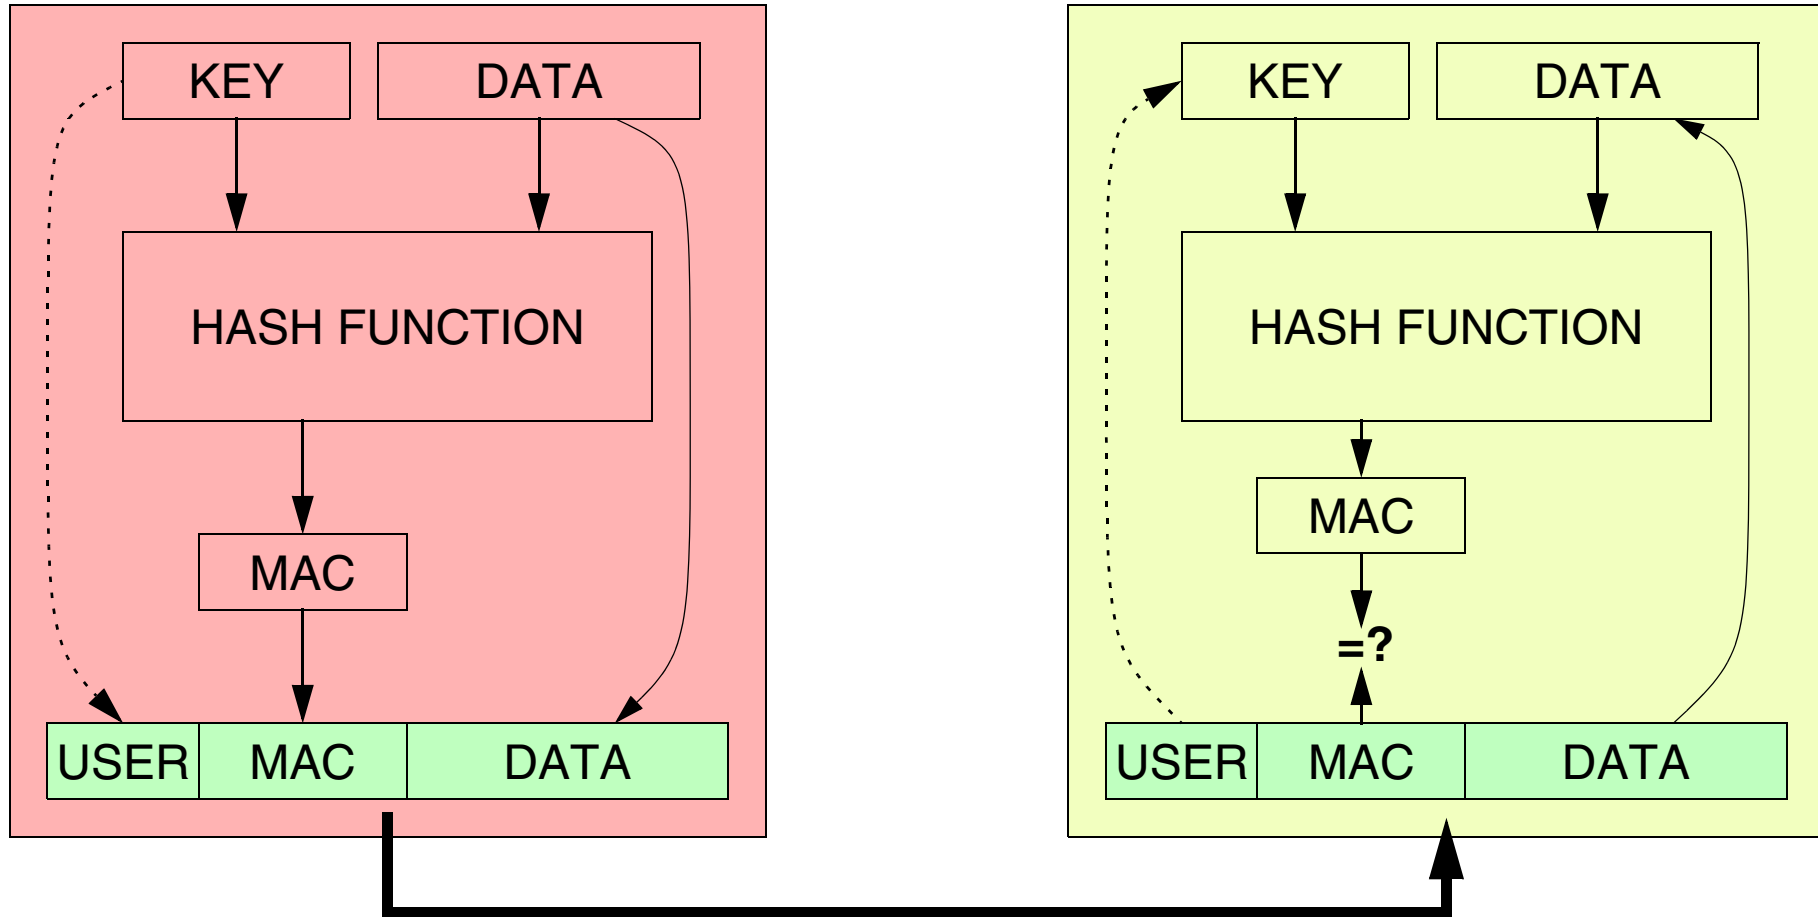 KEY
DATA
HASH FUNCTION
MAC
USER
MAC
DATA
KEY
DATA
HASH FUNCTION
MAC
=?
USER
MAC
DATA